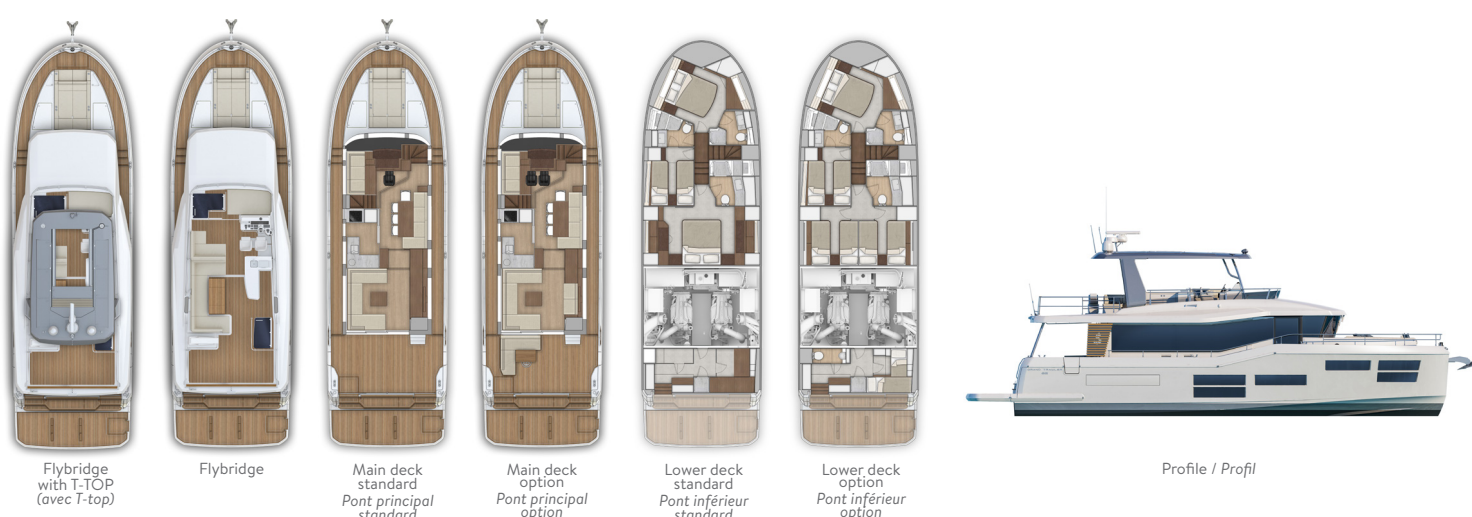 Flybridge
with T-TOP
(avec T-top)
Flybridge
Main deck
standard
Pont principal
standard
Main deck
option
Pont principal
option
Lower deck
standard
Pont inférieur
standard
Lower deck
option
Pont inférieur
option
Profile / Profil